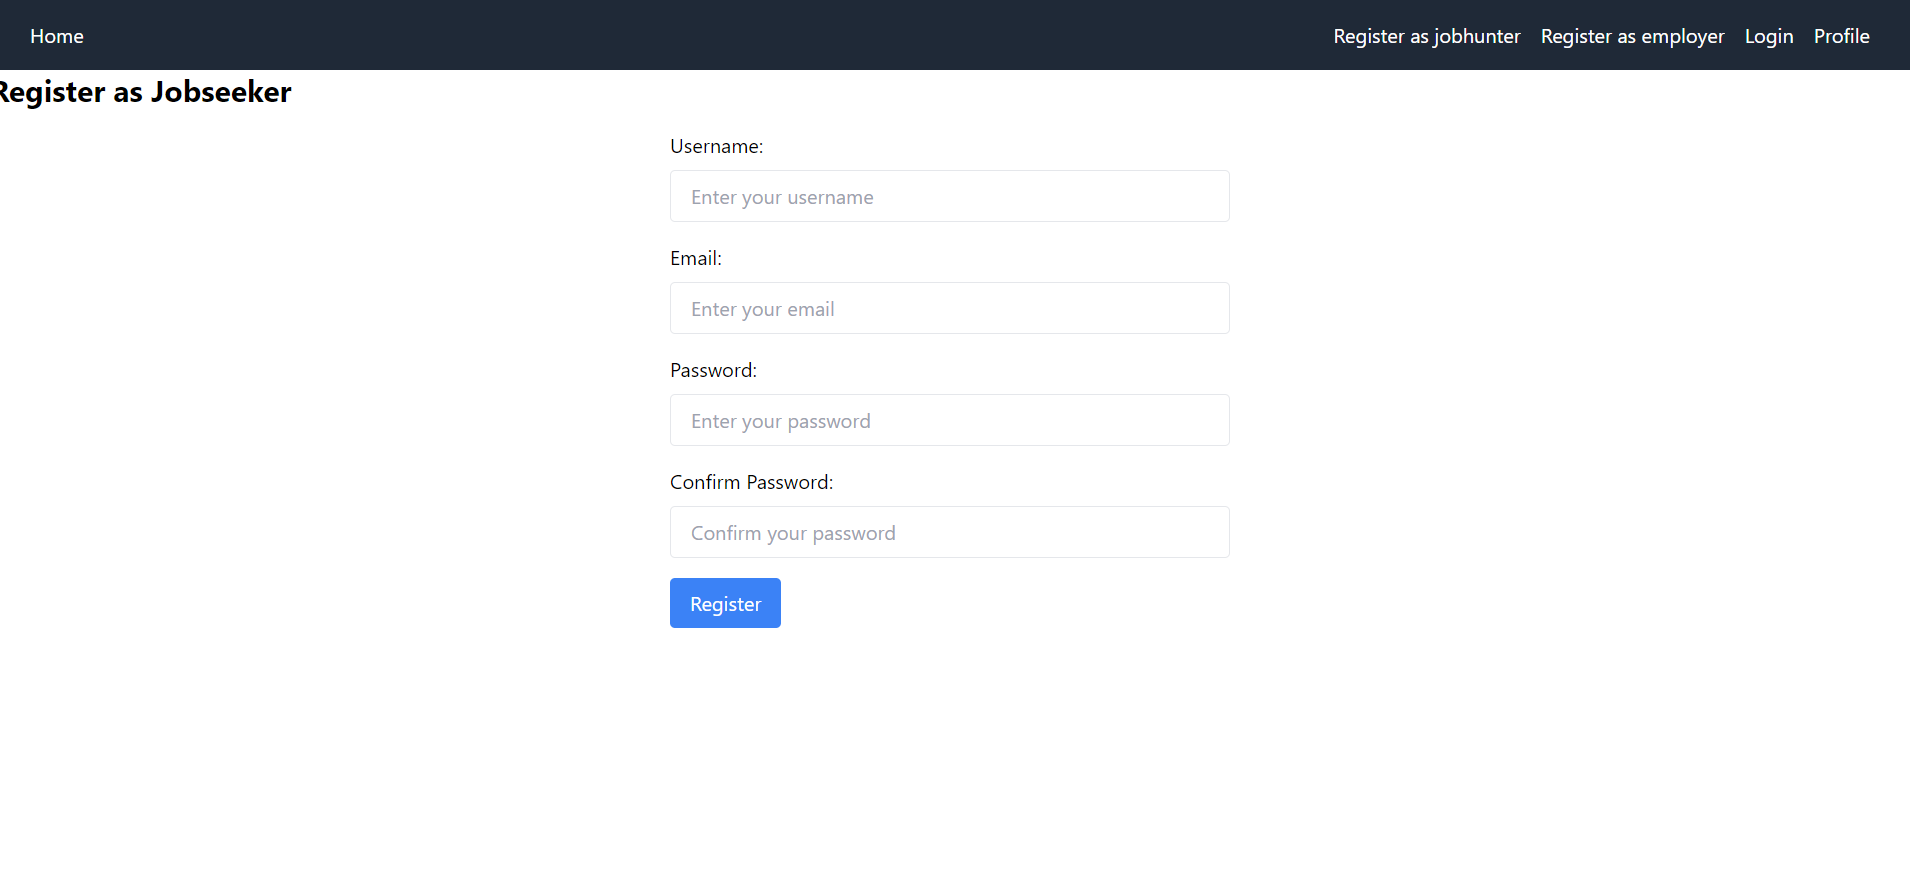 Home Register as jobhunter Register as employer Login Profile
Register as Jobseeker
Username:
Enter your username
Email:
Enter your email
Password:
Enter your password
Confirm Password:
Confirm your password
Register